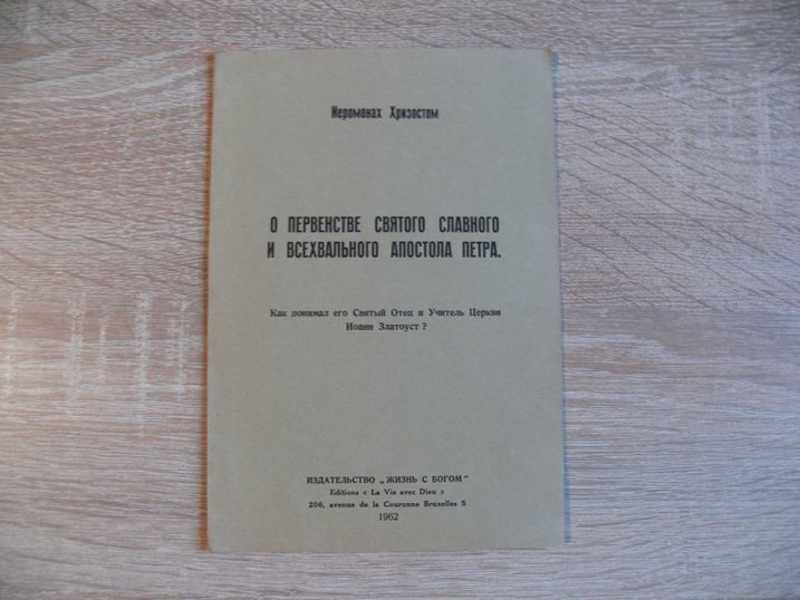 Иеромонах Хризостом
О ПЕРВЕНСТВЕ СВЯТОГО СЛАВНОГО
И ВСЕХВАЛЬНОГО АПОСТОЛА ПЕТРА.
Как понимал его Святый Отец и Учитель Церкви
Иоанн Златоуст ?
ИЗДАТЕЛЬСТВО „ЖИЗНЬ С БОГОМ"
Editions « La Vie avec Dieu »
206, avenue de la Couronne Bruxelles 5
1962